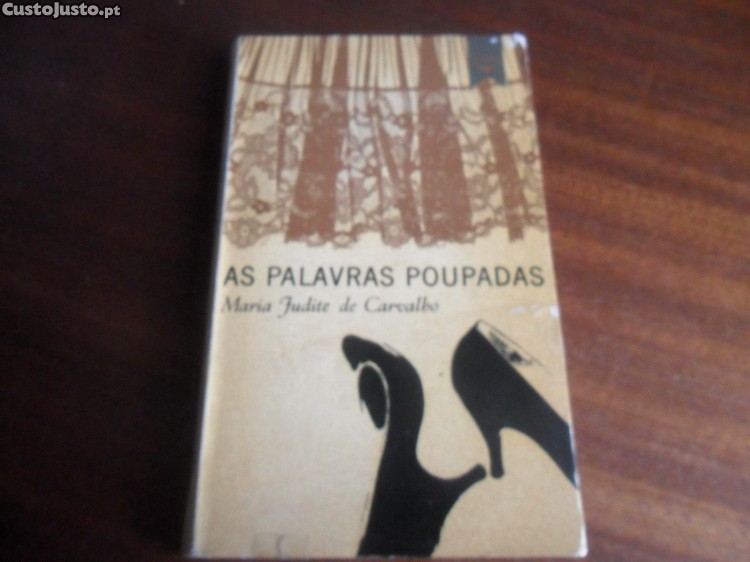 CustoJusto.pt
AS PALAVRAS POUPADAS
Maria Judite de Carvalho